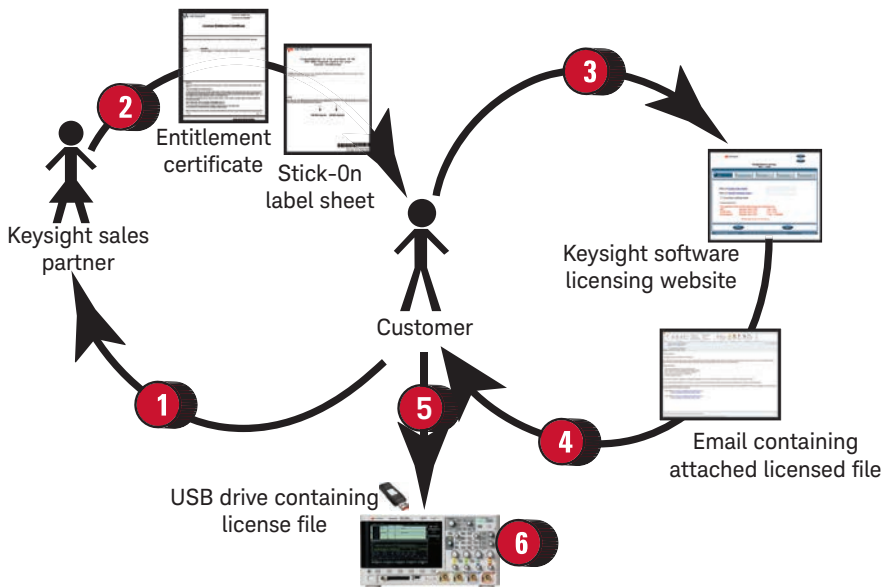 3
2
Entitlement
certificate
Stick-On
label sheet
Keysight sales
partner
Keysight software
licensing website
Customer
1
5
4
Email containing
attached licensed file
USB drive containing
license file
6